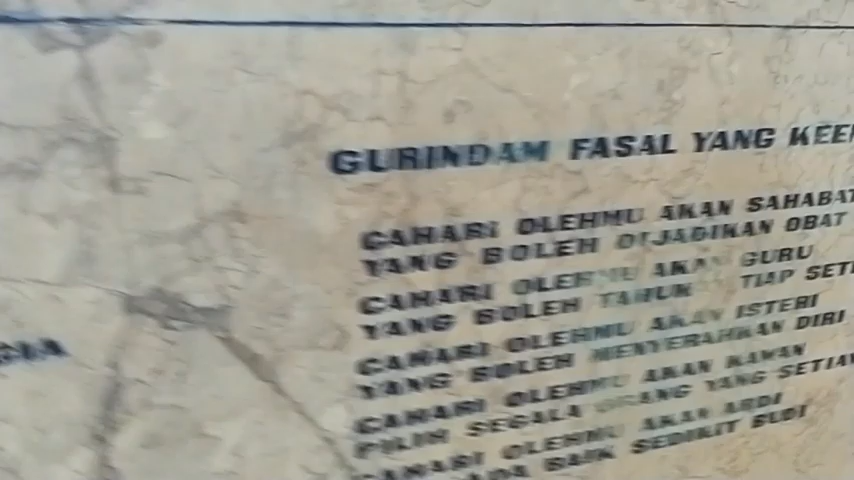 GURINDAM FASAL YANG
CAHARI OLEHMU AKAN SAHABAT
YANG BOLEH DIJADIKAN OBAT
CAHARI OLEHMU AKAN GURU
YANG BOLEH TAHUKAN TIAP
CAHARI OLEHMU AKAN ISTERI
YANG BOLEH MENYERAHKAN DIRI
CAHARI OLEHMU AKAN KAWAN
PILIH SEGALA ORANG YANG
CAHARI OLEHMU AKAN ABDI
BAIK SEDIKIT BUDI